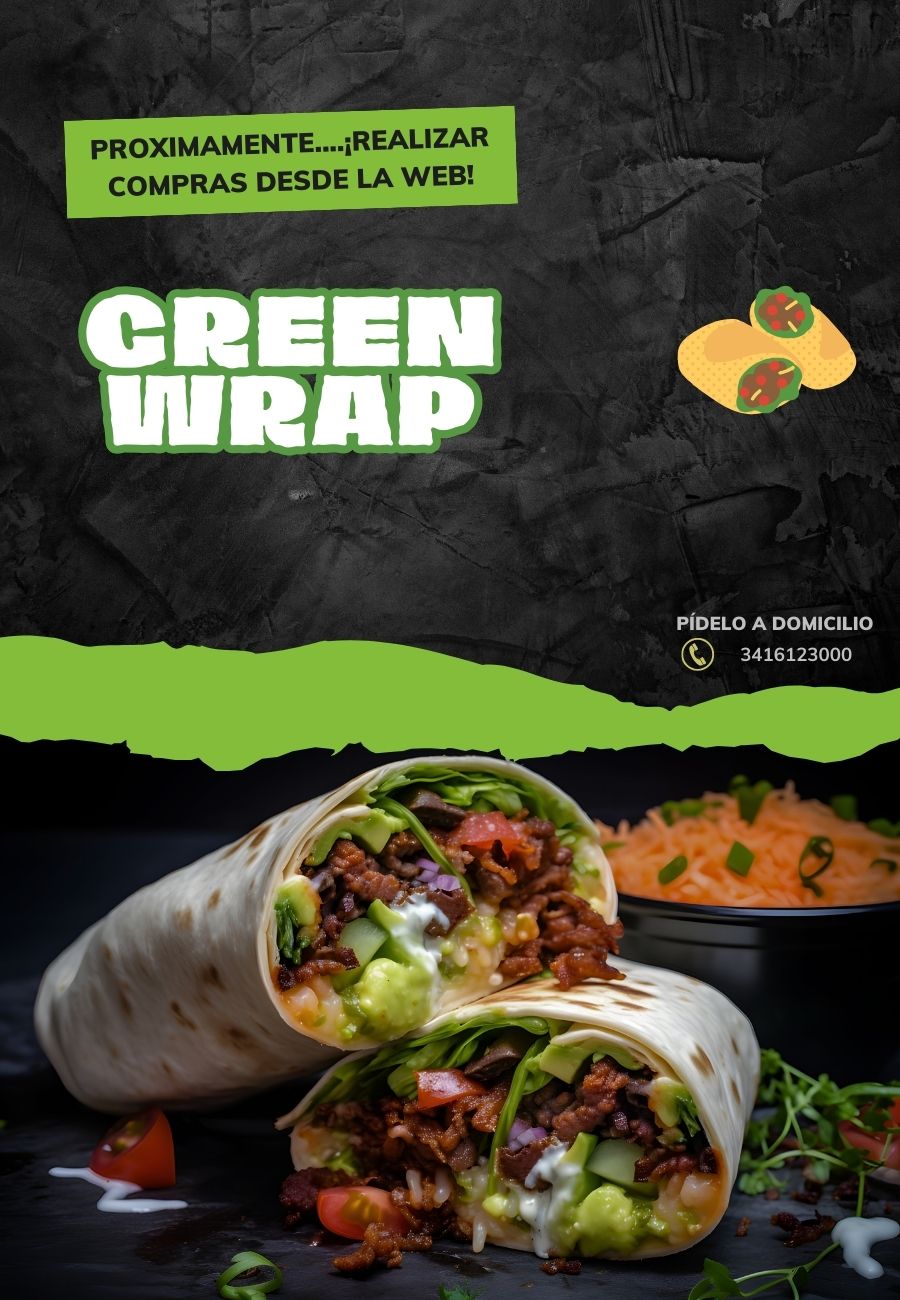 PROXIMAMENTE....¡REALIZAR
COMPRAS DESDE LA WEB!
GREEN
WRAP
PÍDELO A DOMICILIO
3416123000